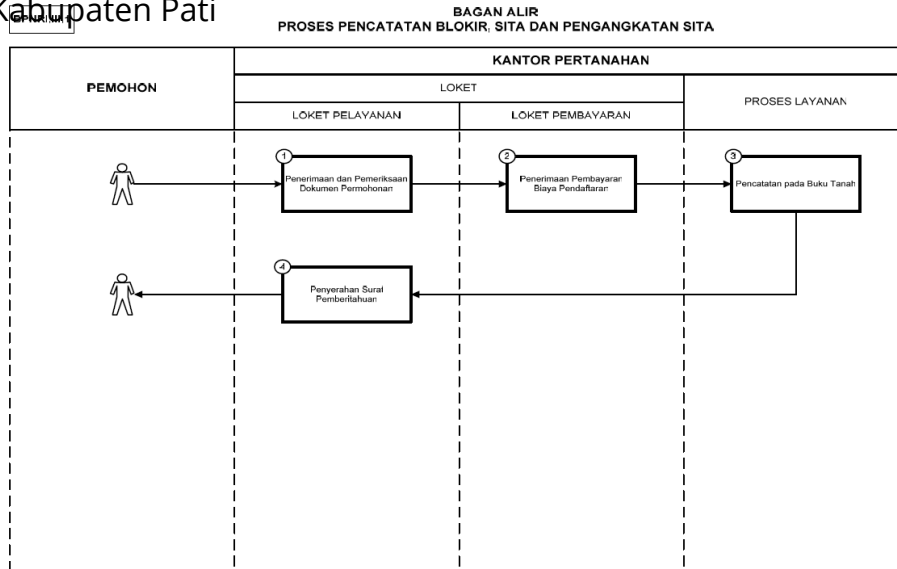 Kabupaten Pati
BAGAN ALIR
PROSES PENCATATAN BLOKIR, SITA DAN PENGANGKATAN SITA
PEMOHON
KANTOR PERTANAHAN
LOKET
PROSES LAYANAN
LOKET PELAYANAN
LOKET PEMBAYARAN
1
Penerimaan dan Pemeriksaan
Dokumen Permohonan
2
Penerimaan Pembayaran
Biaya Pendaftaran
3
Pencatatan pada Buku Tanah
4
Penyerahan Surat
Pemberitahuan